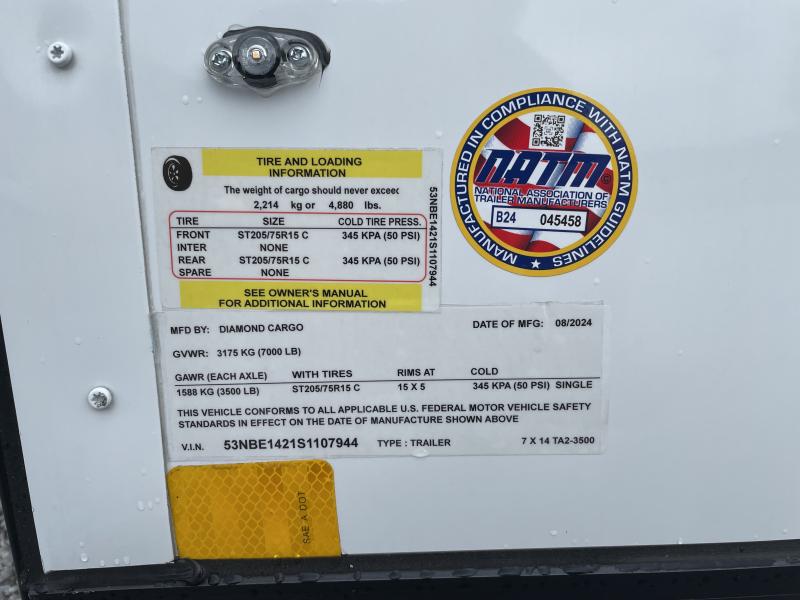 MANUFACTURED IN COMPLIANCE WITH NATM GUIDELINES
NATM
NATIONAL ASSOCIATION OF
TRAILER MANUFACTURERS
B24 045458
TIRE AND LOADING
INFORMATION
The weight of cargo should never exceed
2,214 kg or 4,880 lbs.
TIRE SIZE COLD TIRE PRESS.
FRONT ST205/75R15 C 345 KPA (50 PSI)
INTER NONE
REAR ST205/75R15 C 345 KPA (50 PSI)
SPARE NONE
SEE OWNER'S MANUAL
FOR ADDITIONAL INFORMATION
53NBE1421S1107944
MFD BY: DIAMOND CARGO DATE OF MFG: 08/2024
GVWR: 3175 KG (7000 LB)
GAWR (EACH AXLE) WITH TIRES RIMS AT COLD
1588 KG (3500 LB) ST205/75R15 C 15 X 5 345 KPA (50 PSI) SINGLE
THIS VEHICLE CONFORMS TO ALL APPLICABLE U.S. FEDERAL MOTOR VEHICLE SAFETY
STANDARDS IN EFFECT ON THE DATE OF MANUFACTURE SHOWN ABOVE
V.I.N. 53NBE1421S1107944 TYPE : TRAILER 7 X 14 TA2-3500
SAE A DOT